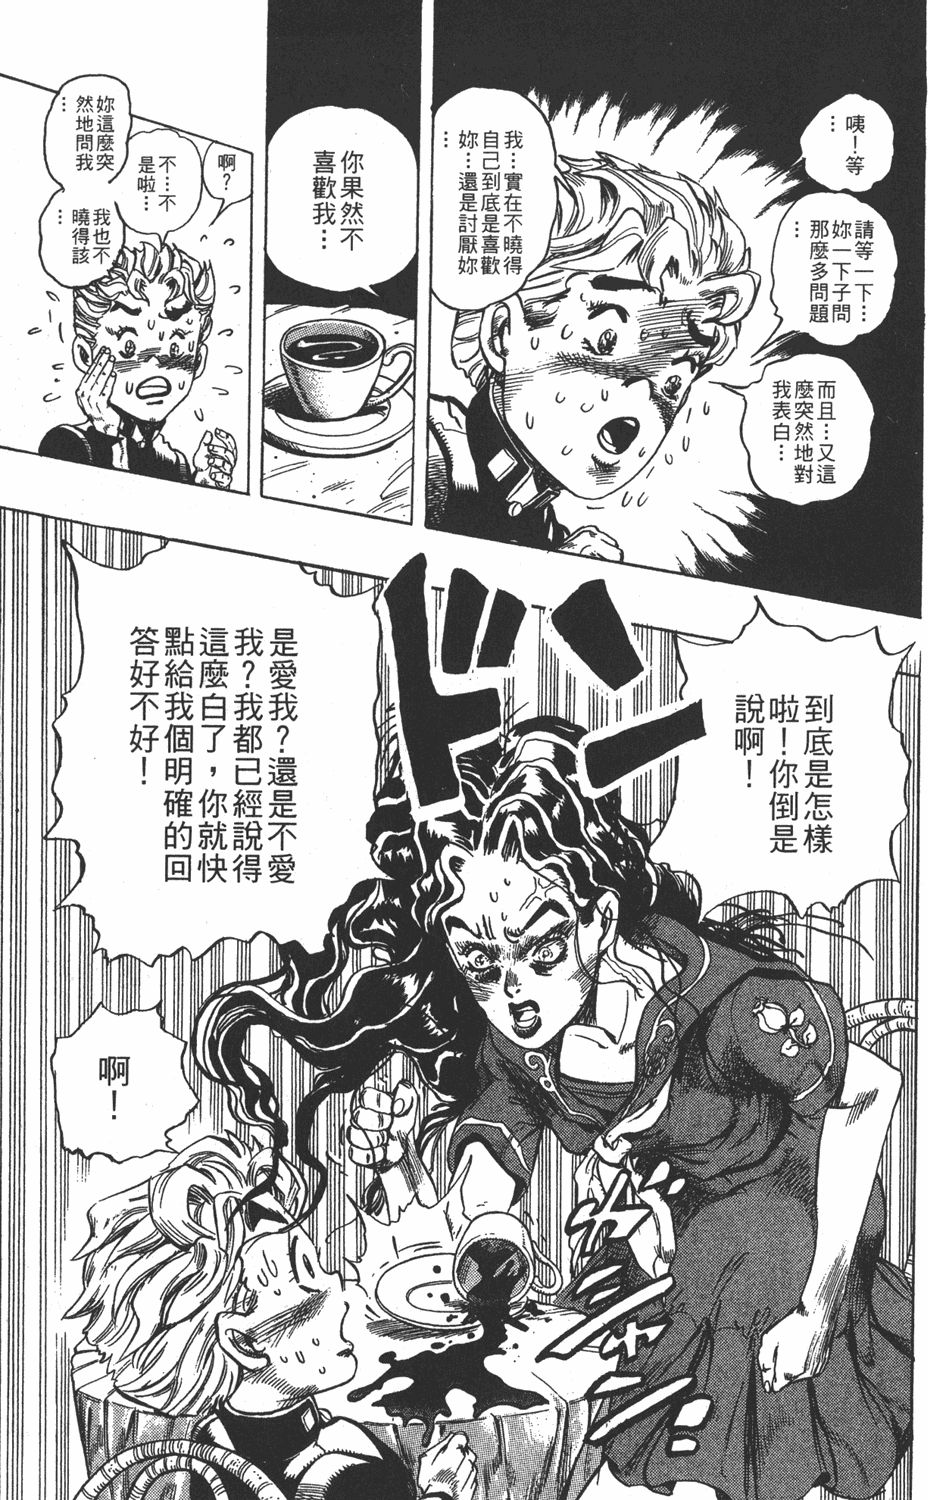 咦！等
…
請等一下…
妳一下子問
那麼多問題
…
而且…又這
麼突然地對
我表白…
我…實在不曉得
自己到底是喜歡
妳…還是討厭妳
…
你果然不
喜歡我…
啊？
不…不
是啦…
妳這麼突
然地問我
…
我也不
曉得該
…
ドーン
到底是怎樣
啦！你倒是
說啊！
是愛我？還是不愛
我？我都已經說得
這麼白了，你就快
點給我個明確的回
答好不好！
啊！
ガシャン